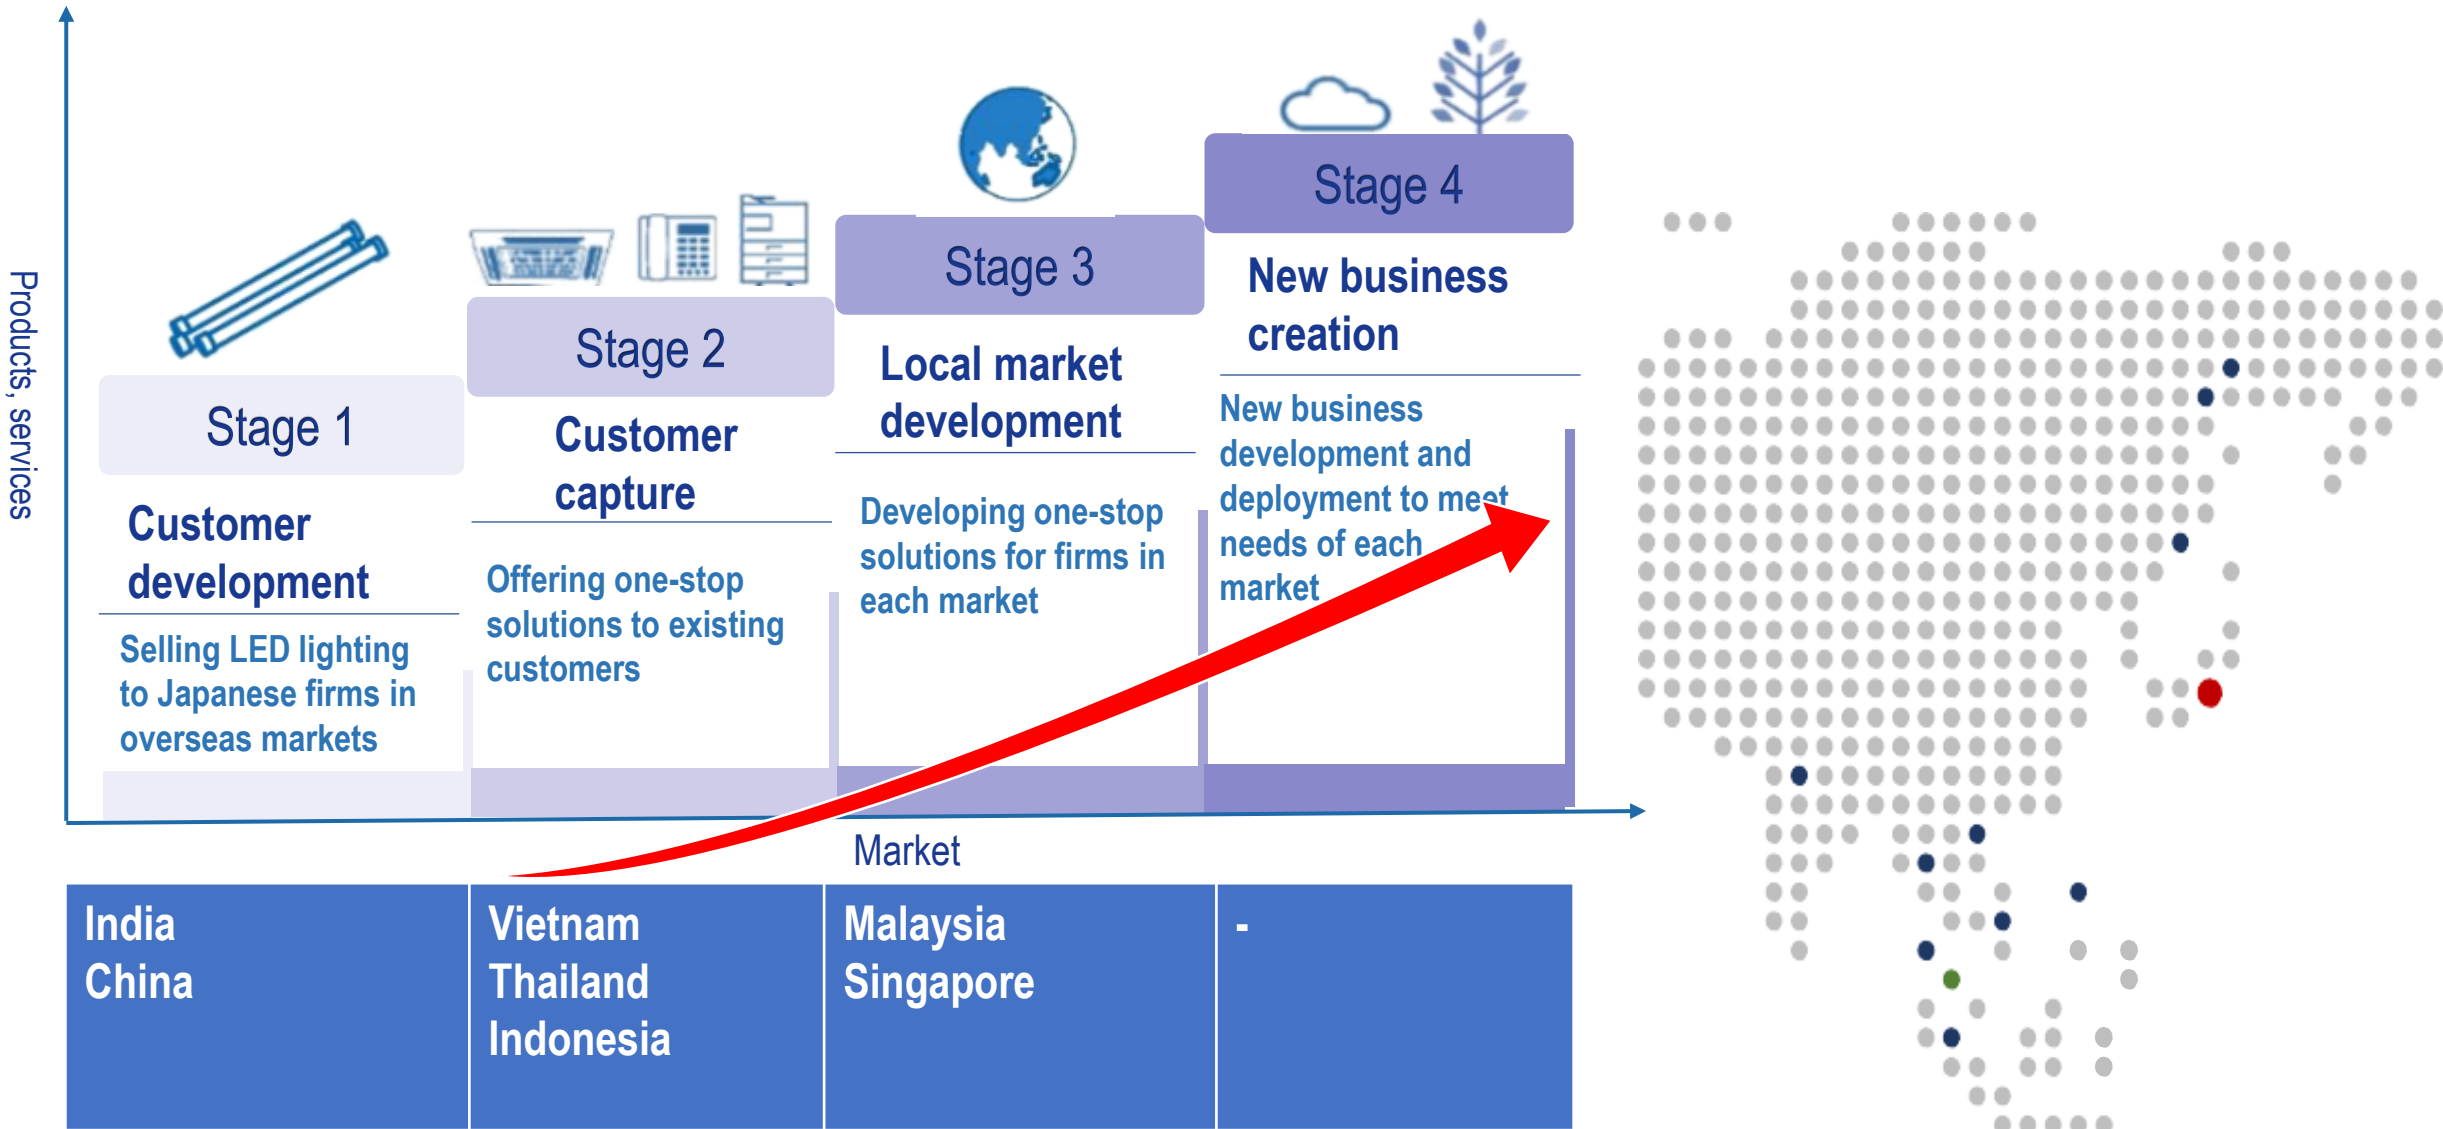 Products, services
Stage 1
Customer
development
Selling LED lighting
to Japanese firms in
overseas markets
Stage 2
Customer
capture
Offering one-stop
solutions to existing
customers
Stage 3
Local market
development
Developing one-stop
solutions for firms in
each market
Stage 4
New business
creation
New business
development and
deployment to meet
needs of each
market
Market
India
China
Vietnam
Thailand
Indonesia
Malaysia
Singapore
-